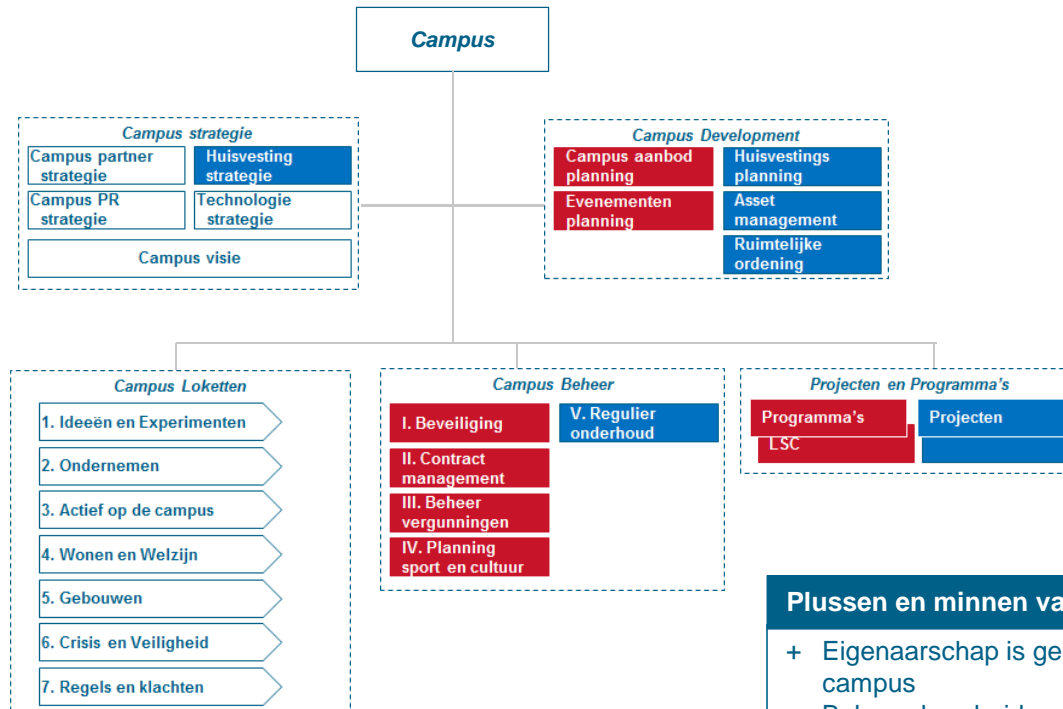 Campus
Campus strategie
Campus partner
strategie
Huisvesting
strategie
Campus PR
strategie
Technologie
strategie
Campus visie
Campus Development
Campus aanbod
planning
Evenementen
planning
Huisvestings
planning
Asset
management
Ruimtelijke
ordening
Campus Loketten
1. Ideeën en Experimenten
2. Ondernemen
3. Actief op de campus
4. Wonen en Welzijn
5. Gebouwen
6. Crisis en Veiligheid
7. Regels en klachten
Campus Beheer
I. Beveiliging
II. Contract
management
III. Beheer
vergunningen
IV. Planning
sport en cultuur
V. Regulier
onderhoud
Projecten en Programma's
Programma's
LSC
Projecten
Plussen en minnen va
+ Eigenaarschap is ge
campus